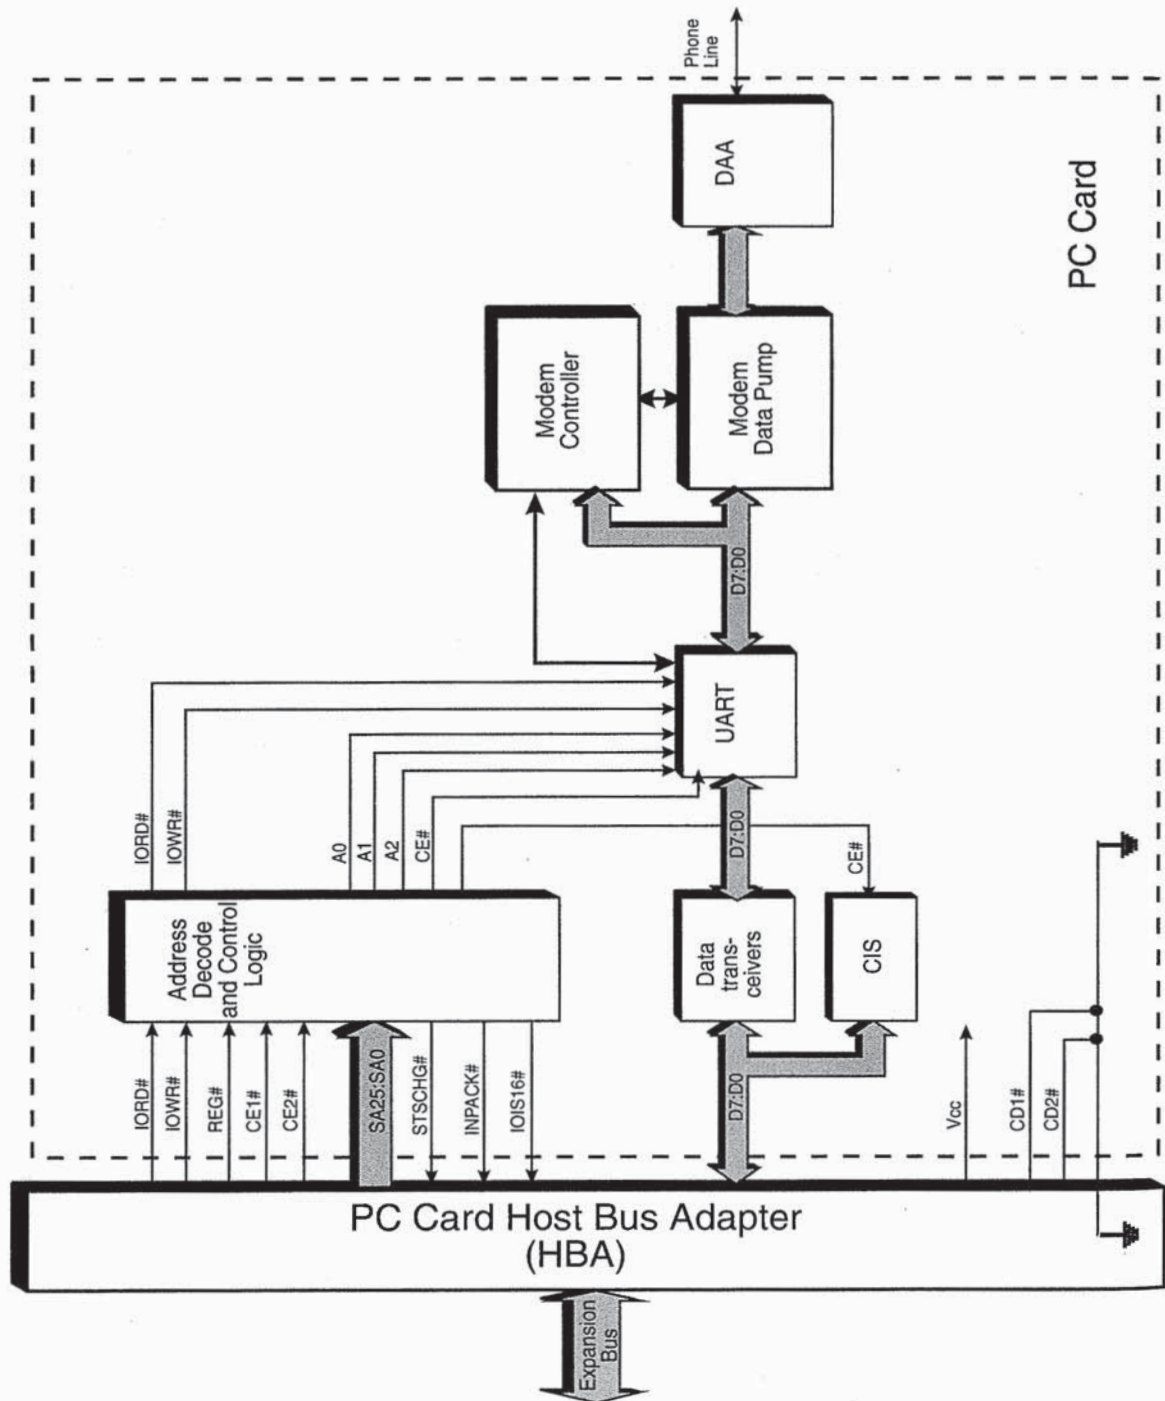 Phone
Line
DAA
PC Card
Modem
Controller
Modem
Data Pump
D7:D0
UART
IORD#
IOWR#
A0
A1
A2
CE#
D7:D0
CE#
Address
Decode
and Control
Logic
Data
trans-
ceivers
CIS
IORD#
IOWR#
REG#
CE1#
CE2#
SA25:SA0
STSCHG#
INPACK#
IOIS16#
D7:D0
Vcc
CD1#
CD2#
PC Card Host Bus Adapter
(HBA)
Expansion
Bus